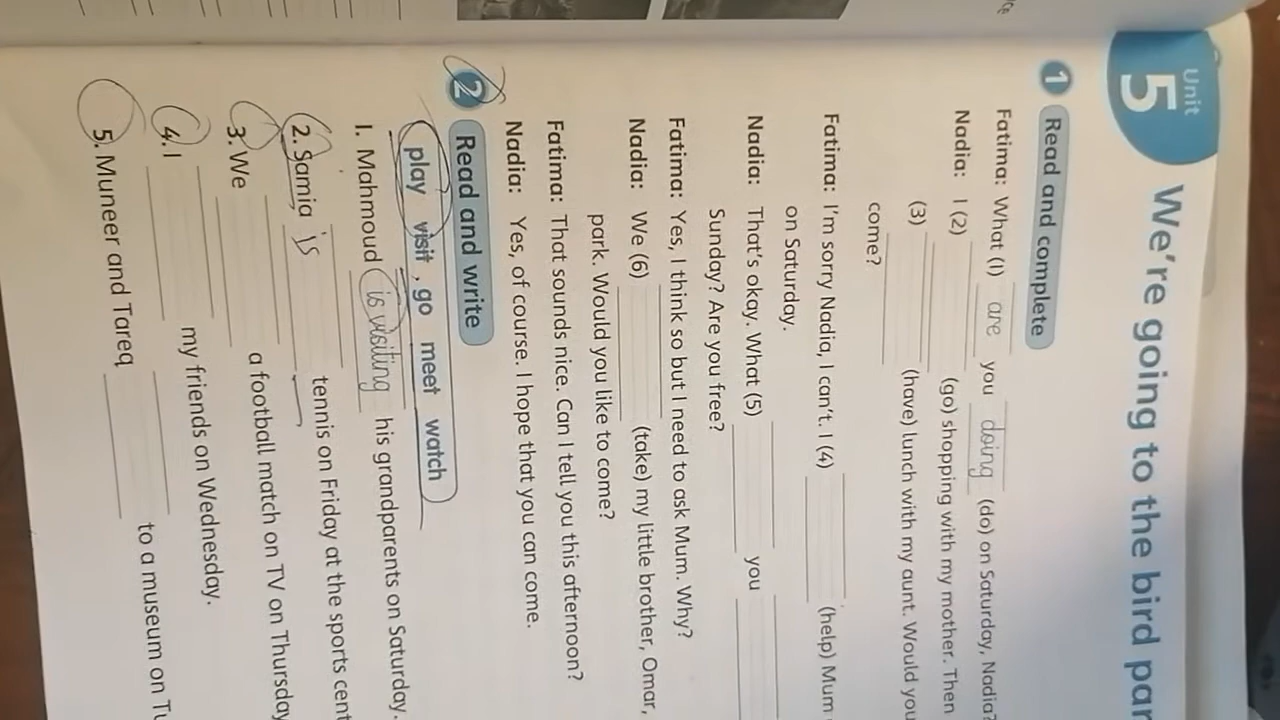 Unit
5
We're going to the bird par
1 Read and complete
Fatima: What (1) are you doing (do) on Saturday, Nadia?
Nadia: I (2) (go) shopping with my mother. Then
(3) (have) lunch with my aunt. Would you
come?
Fatima: I'm sorry Nadia, I can't. I (4) (help) Mum
on Saturday.
Nadia: That's okay. What (5) you
Sunday? Are you free?
Fatima: Yes, I think so but I need to ask Mum. Why?
Nadia: We (6) (take) my little brother, Omar,
park. Would you like to come?
Fatima: That sounds nice. Can I tell you this afternoon?
Nadia: Yes, of course. I hope that you can come.
2 Read and write
play visit go meet watch
1. Mahmoud is visiting his grandparents on Saturday.
2. Samia is tennis on Friday at the sports cent
3. We a football match on TV on Thursday
4. I my friends on Wednesday.
5. Muneer and Tareq to a museum on Tu